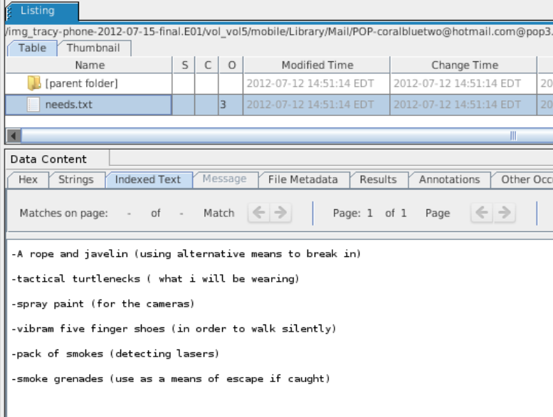 Listing
/img_tracy-phone-2012-07-15-final.E01/vol_vol5/mobile/Library/Mail/POP-coralbluetwo@hotmail.com@pop3.
Table Thumbnail
Name S C O Modified Time Change Time
[parent folder] 2012-07-12 14:51:14 EDT 2012-07-12 14:51:14 EDT 20
needs.txt 3 2012-07-12 14:51:14 EDT 2012-07-12 14:51:14 EDT 20
Data Content
Hex Strings Indexed Text Message File Metadata Results Annotations Other Occ
Matches on page: - of - Match Page: 1 of 1 Page
-A rope and javelin (using alternative means to break in)
-tactical turtlenecks ( what i will be wearing)
-spray paint (for the cameras)
-vibram five finger shoes (in order to walk silently)
-pack of smokes (detecting lasers)
-smoke grenades (use as a means of escape if caught)